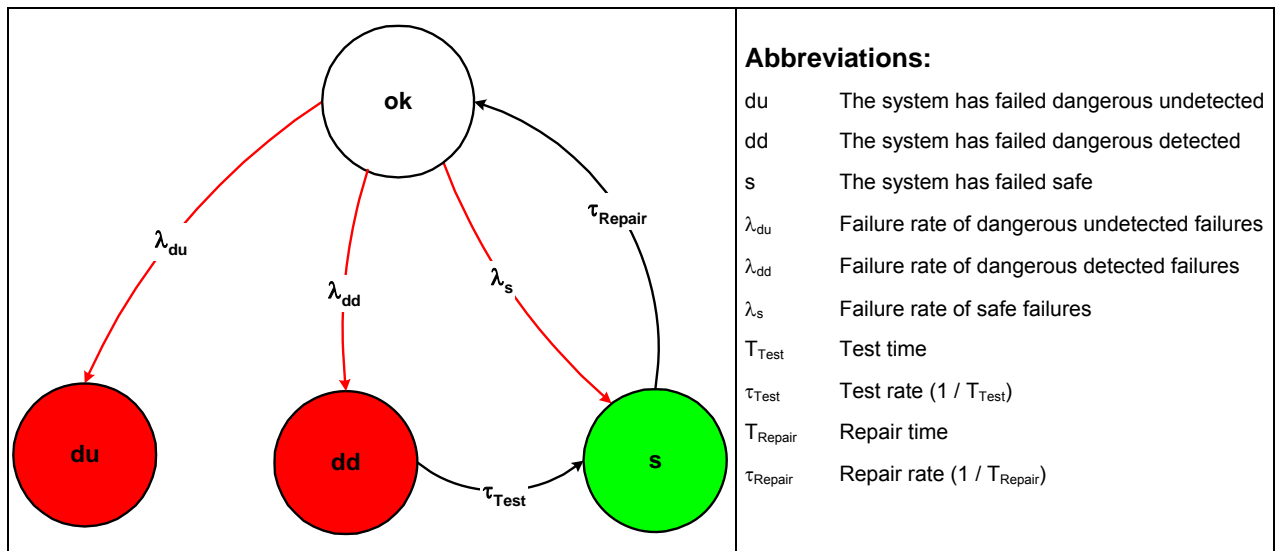 ok
τRepair
λdu
λdd
λs
du
dd
s
τTest
Abbreviations:
du The system has failed dangerous undetected
dd The system has failed dangerous detected
s The system has failed safe
λdu Failure rate of dangerous undetected failures
λdd Failure rate of dangerous detected failures
λs Failure rate of safe failures
TTest Test time
τTest Test rate (1 / TTest)
TRepair Repair time
τRepair Repair rate (1 / TRepair)